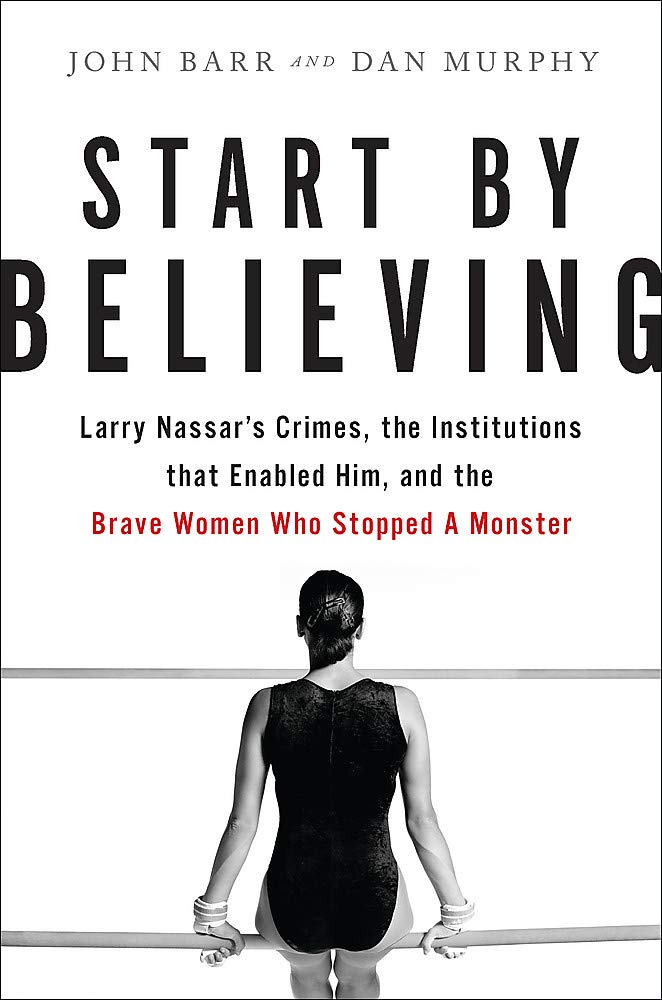 JOHN BARR AND DAN MURPHY
START BY
BELIEVING
Larry Nassar's Crimes, the Institutions
that Enabled Him, and the
Brave Women Who Stopped A Monster